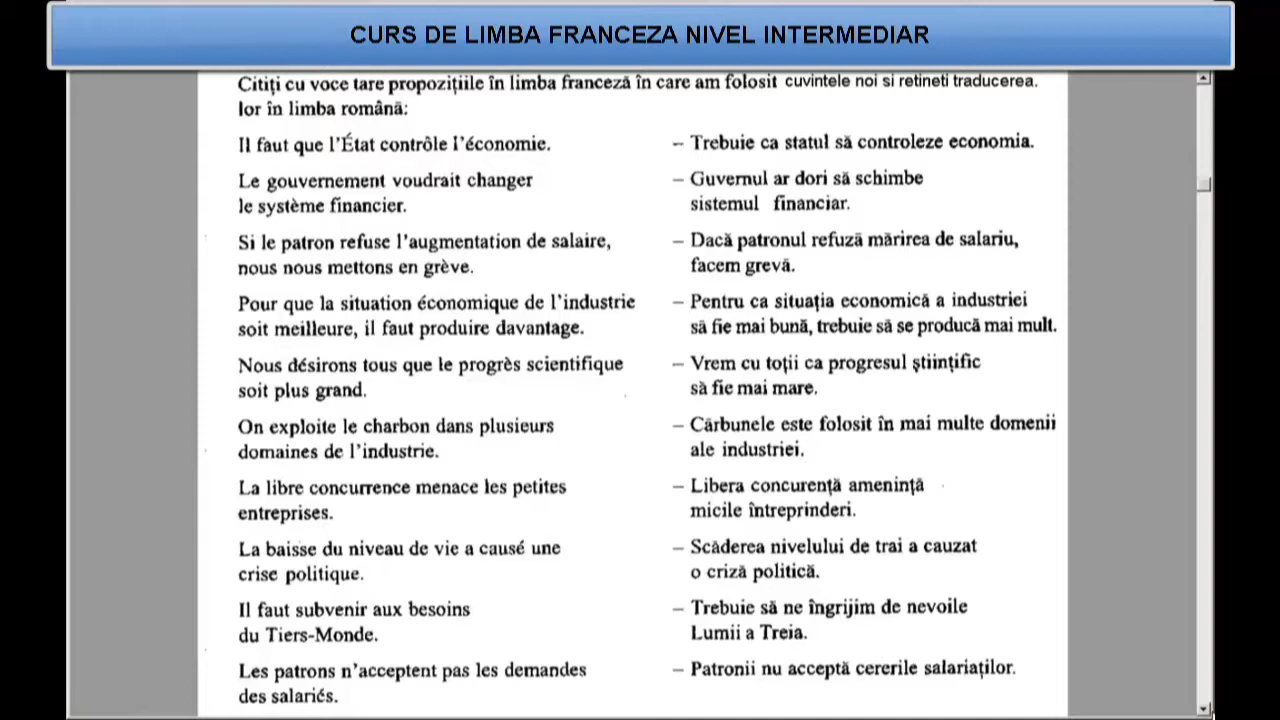 CURS DE LIMBA FRANCEZA NIVEL INTERMEDIAR
Citiți cu voce tare propozițiile în limba franceză în care am folosit cuvintele noi si retineti traducerea.
lor în limba română:
Il faut que l'État contrôle l'économie.
– Trebuie ca statul să controleze economia.
Le gouvernement voudrait changer
le système financier.
– Guvernul ar dori să schimbe
sistemul financiar.
Si le patron refuse l'augmentation de salaire,
nous nous mettons en grève.
– Dacă patronul refuză mărirea de salariu,
facem grevă.
Pour que la situation économique de l'industrie
soit meilleure, il faut produire davantage.
– Pentru ca situația economică a industriei
să fie mai bună, trebuie să se producă mai mult.
Nous désirons tous que le progrès scientifique
soit plus grand.
– Vrem cu toții ca progresul științific
să fie mai mare.
On exploite le charbon dans plusieurs
domaines de l'industrie.
– Cărbunele este folosit în mai multe domenii
ale industriei.
La libre concurrence menace les petites
entreprises.
– Libera concurență amenință
micile întreprinderi.
La baisse du niveau de vie a causé une
crise politique.
– Scăderea nivelului de trai a cauzat
o criză politică.
Il faut subvenir aux besoins
du Tiers-Monde.
– Trebuie să ne îngrijim de nevoile
Lumii a Treia.
Les patrons n'acceptent pas les demandes
des salariés.
– Patronii nu acceptă cererile salariaților.